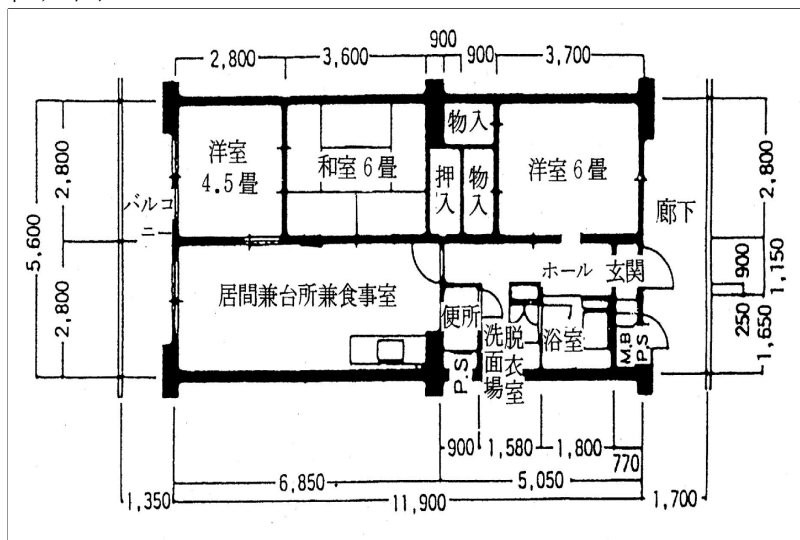 900
2,800
3,600
900
3,700
物入
洋室
4.5畳
和室6畳
押入
物入
洋室6畳
2,800
2,800
5,600
バルコ
ニー
廊下
2,800
900
1,150
250
1,650
居間兼台所兼食事室
ホール
玄関
便所
洗面場
脱衣室
浴室
M.B
P.S
P.S
900
1,580
1,800
770
6,850
5,050
1,350
11,900
1,700